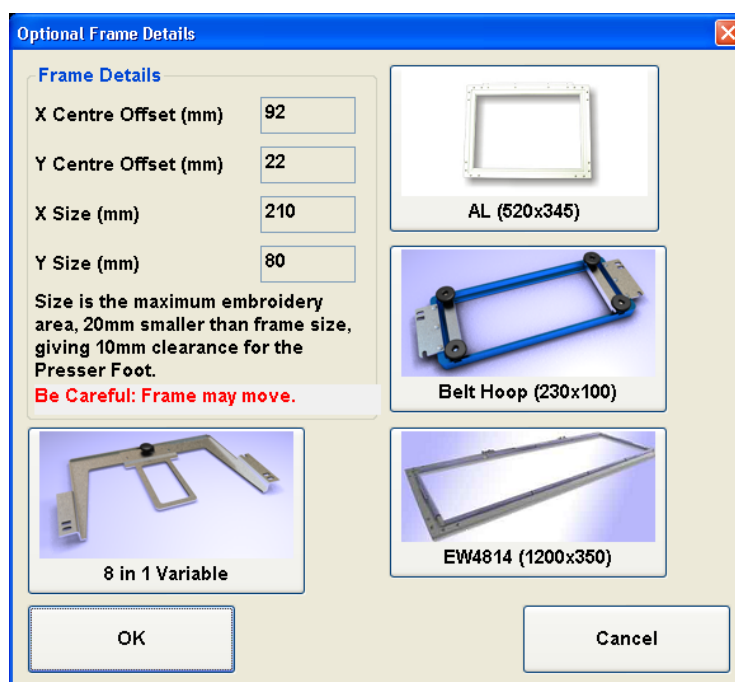 Optional Frame Details
Frame Details
X Centre Offset (mm)
92
Y Centre Offset (mm)
22
X Size (mm)
210
Y Size (mm)
80
Size is the maximum embroidery
area, 20mm smaller than frame size,
giving 10mm clearance for the
Presser Foot.
Be Careful: Frame may move.
AL (520x345)
Belt Hoop (230x100)
8 in 1 Variable
EW4814 (1200x350)
OK
Cancel